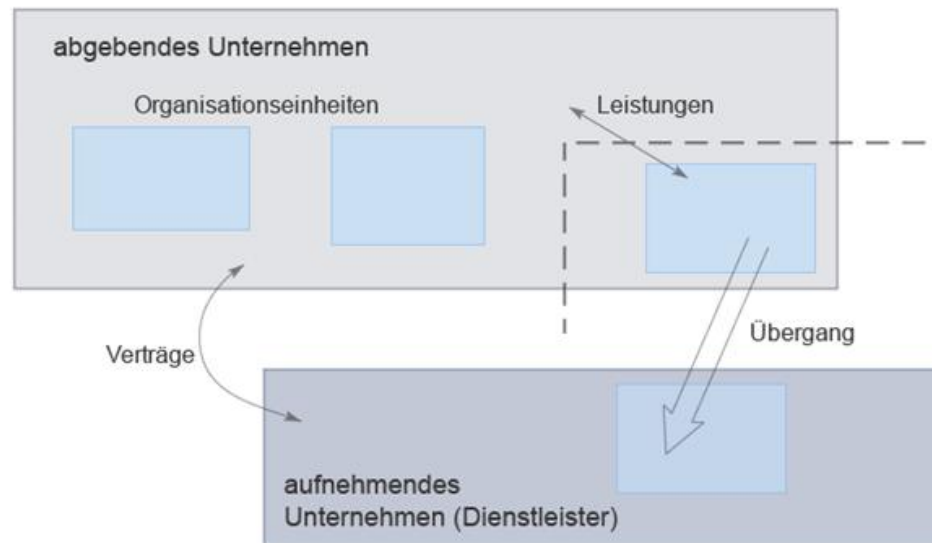 abgebendes Unternehmen
Organisationseinheiten
Leistungen
Übergang
Verträge
aufnehmendes
Unternehmen (Dienstleister)